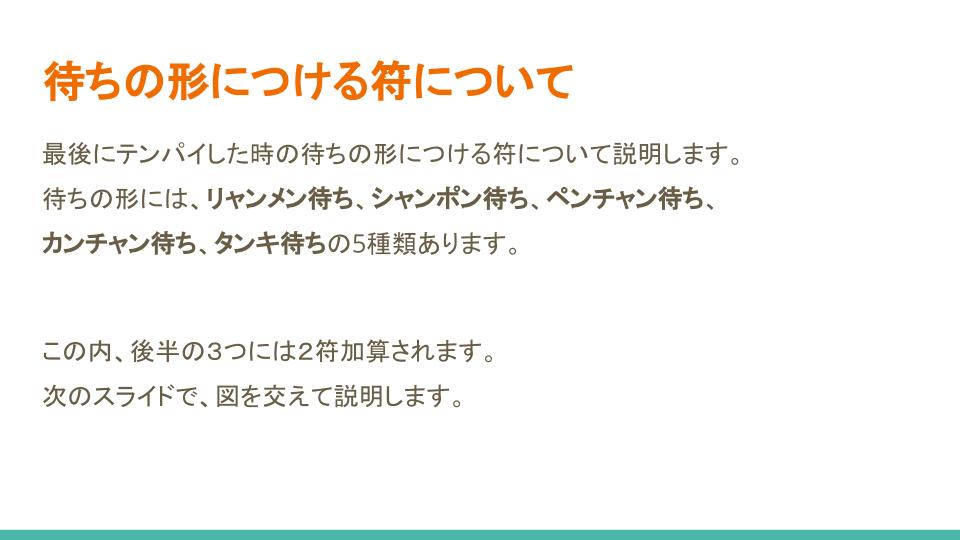 待ちの形につける符について
最後にテンパイした時の待ちの形につける符について説明します。
待ちの形には、リャンメン待ち、シャンポン待ち、ペンチャン待ち、
カンチャン待ち、タンキ待ちの5種類あります。
この内、後半の３つには２符加算されます。
次のスライドで、図を交えて説明します。